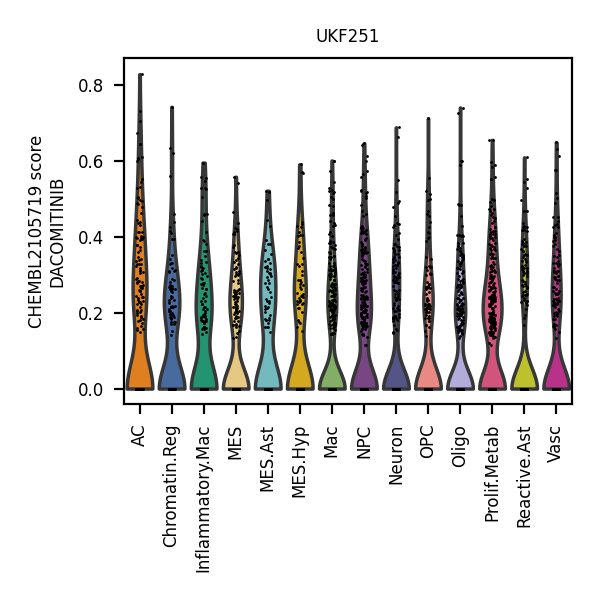 UKF251
CHEMBL2105719 score
DACOMITINIB
0.8
0.6
0.4
0.2
0.0
AC
Chromatin.Reg
Inflammatory.Mac
MES
MES.Ast
MES.Hyp
Mac
NPC
Neuron
OPC
Oligo
Prolif.Metab
Reactive.Ast
Vasc